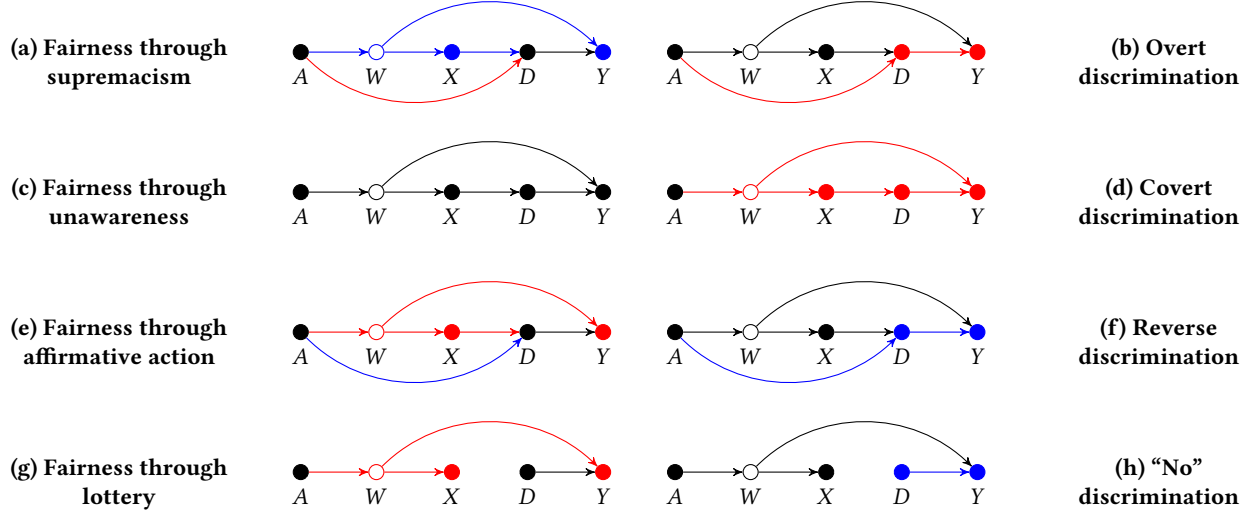 (a) Fairness through
supremacism
A W X D Y
A W X D Y
(b) Overt
discrimination
(c) Fairness through
unawareness
A W X D Y
A W X D Y
(d) Covert
discrimination
(e) Fairness through
affirmative action
A W X D Y
A W X D Y
(f) Reverse
discrimination
(g) Fairness through
lottery
A W X D Y
A W X D Y
(h) “No”
discrimination